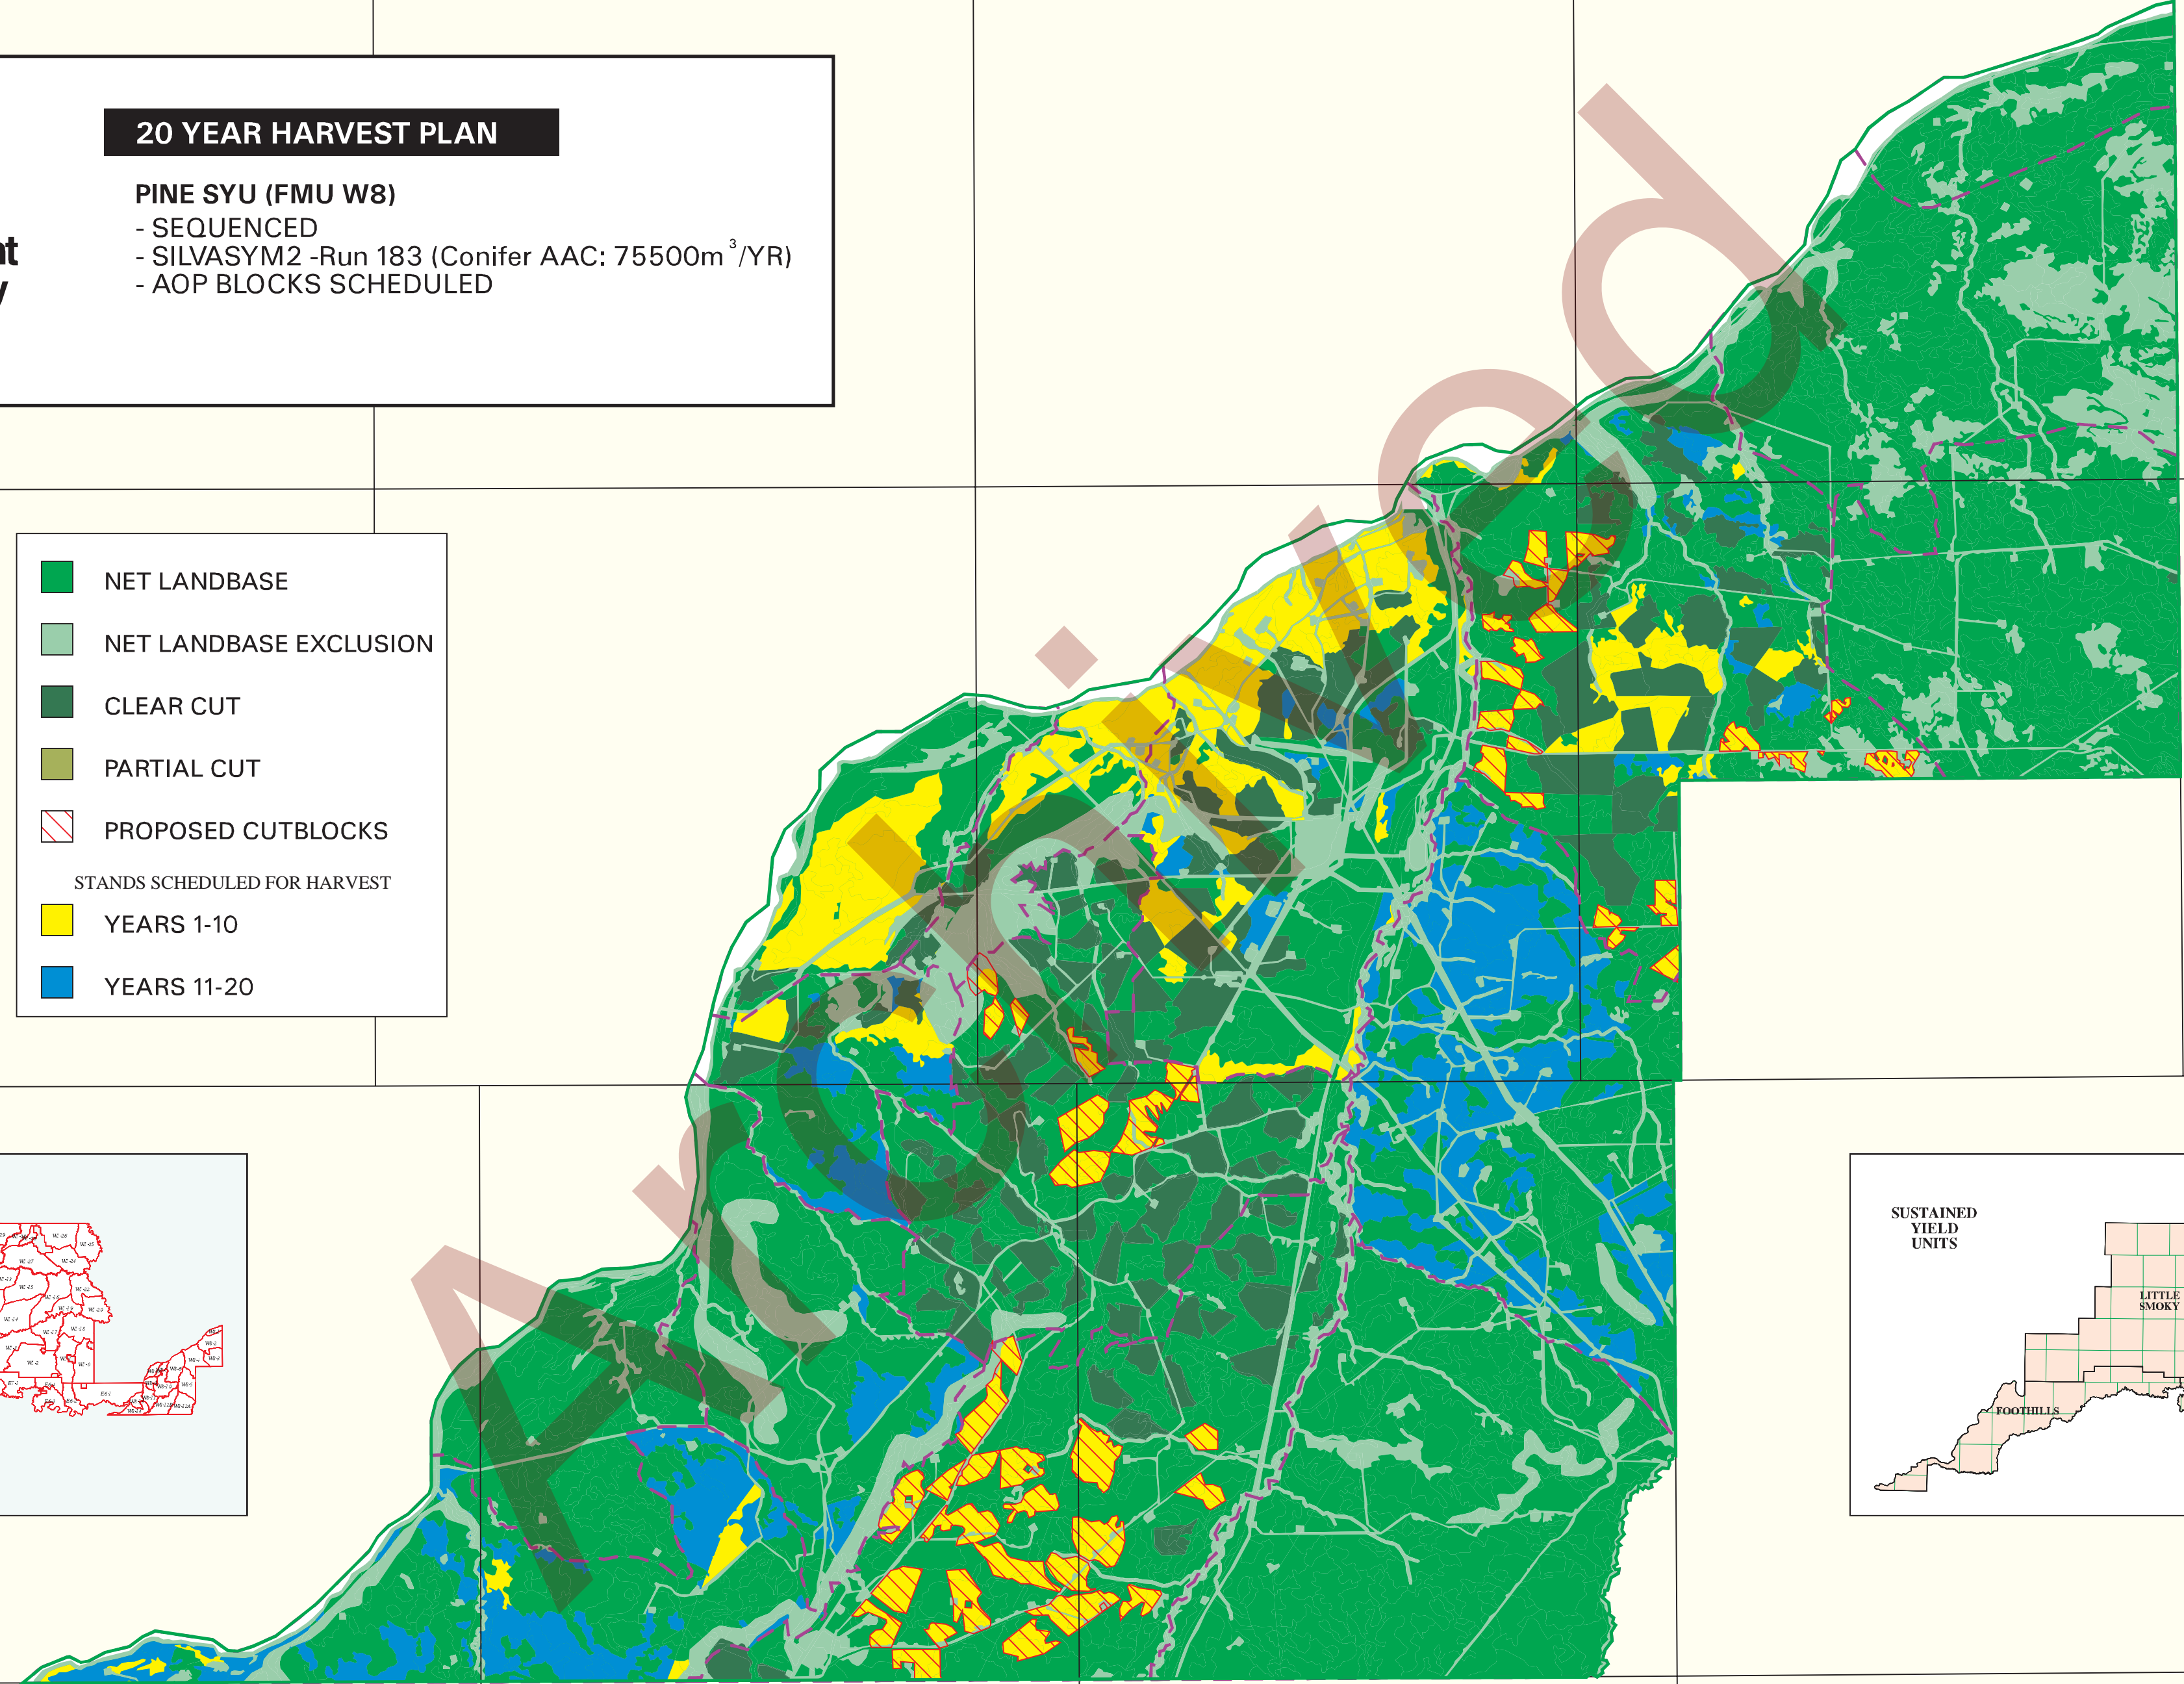 20 YEAR HARVEST PLAN
PINE SYU (FMU W8)
- SEQUENCED
- SILVASYM2 -Run 183 (Conifer AAC: 75500m³/YR)
- AOP BLOCKS SCHEDULED
NET LANDBASE
NET LANDBASE EXCLUSION
CLEAR CUT
PARTIAL CUT
PROPOSED CUTBLOCKS
STANDS SCHEDULED FOR HARVEST
YEARS 1-10
YEARS 11-20
SUSTAINED
YIELD
UNITS
LITTLE
SMOKY
FOOTHILLS
Archived